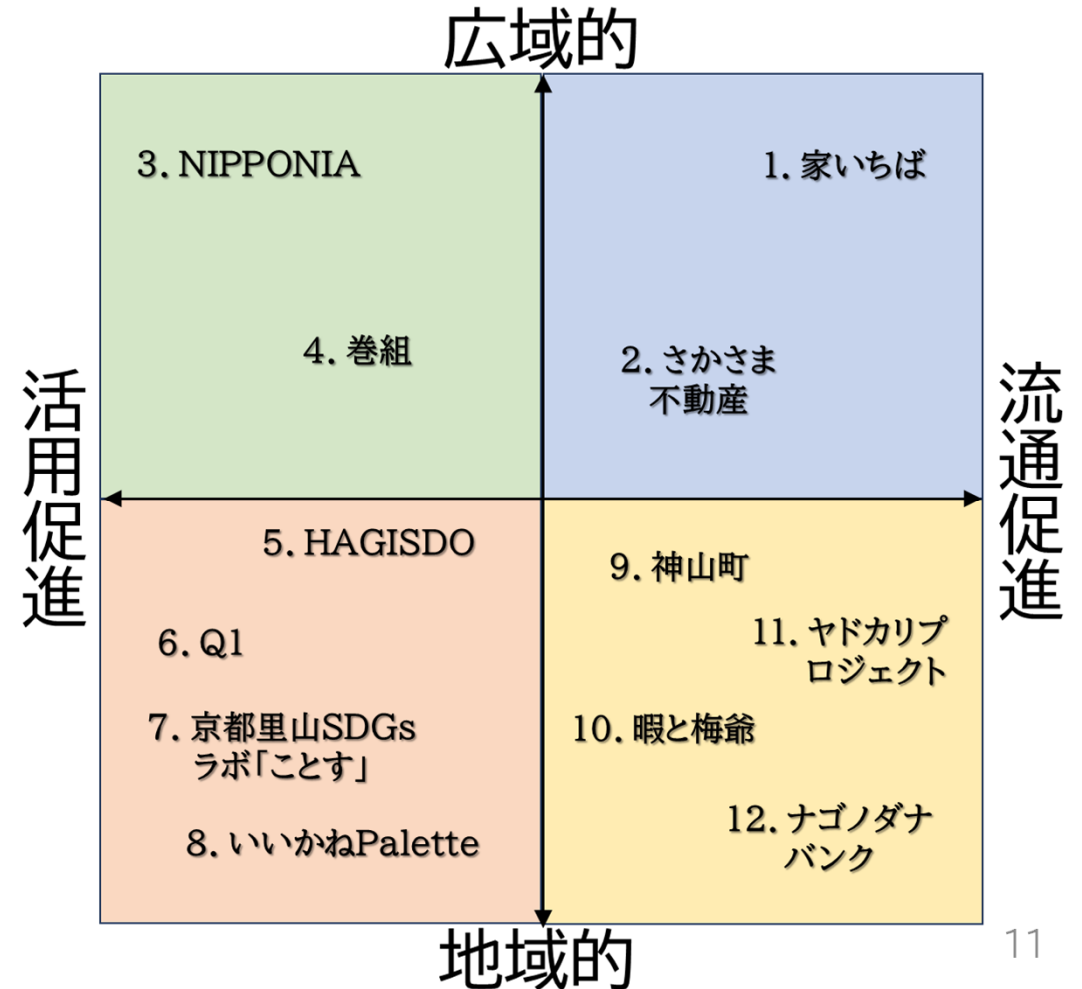 広域的
3. NIPPONIA
1. 家いちば
4. 巻組
2. さかさま
不動産
活用促進
流通促進
5. HAGISDO
9. 神山町
6. Q1
11. ヤドカリプ
ロジェクト
7. 京都里山SDGs
ラボ「ことす」
10. 暇と梅爺
8. いいかねPalette
12. ナゴノダナ
バンク
地域的
11